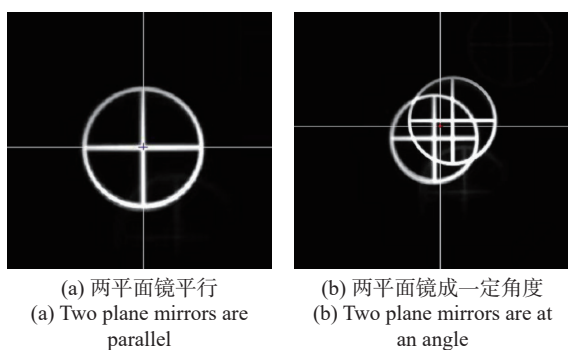 (a) 两平面镜平行
(a) Two plane mirrors are
parallel
(b) 两平面镜成一定角度
(b) Two plane mirrors are at
an angle